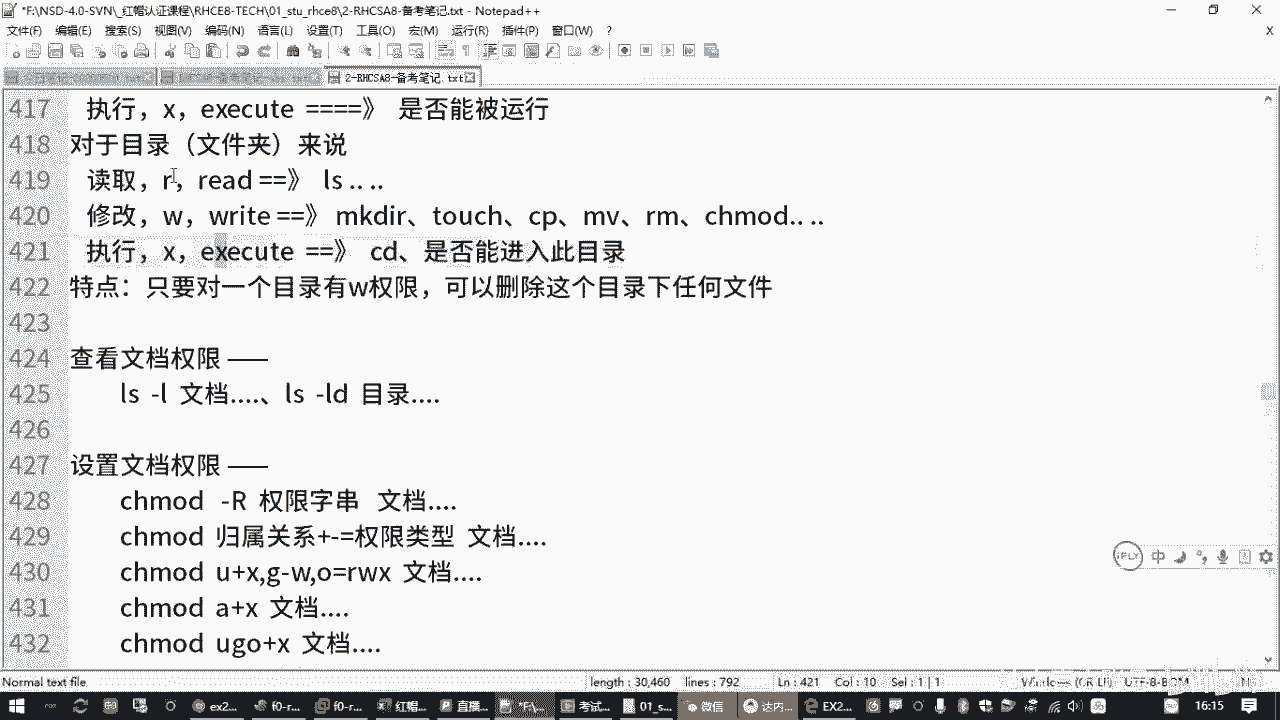 *F:\NSD-4.0-SVN\_红帽认证课程\RHCE8-TECH\01_stu_rhce8\2-RHCSA8-备考笔记.txt - Notepad++
文件(F) 编辑(E) 搜索(S) 视图(V) 编码(N) 语言(L) 设置(T) 工具(O) 宏(M) 运行(R) 插件(P) 窗口(W) ? X
2-RHCSA8-备考笔记.txt
417 执行，x，execute ====》 是否能被运行
418 对于目录（文件夹）来说
419 读取，r，read ==》 ls .. ..
420 修改，w，write ==》 mkdir、touch、cp、mv、rm、chmod.. ..
421 执行，x，execute ==》 cd、是否能进入此目录
422 特点：只要对一个目录有w权限，可以删除这个目录下任何文件
423
424 查看文档权限 ——
425 ls -l 文档....、ls -ld 目录....
426
427 设置文档权限 ——
428 chmod -R 权限字串 文档....
429 chmod 归属关系+-=权限类型 文档....
430 chmod u+x,g-w,o=rwx 文档....
431 chmod a+x 文档....
432 chmod ugo+x 文档....
iFLY 中
Normal text file length : 30,460 lines : 792 Ln : 421 Col : 10 Sel : 1 | 1 UTF-8-BOM
ex2... f0-r... f0-r... 红帽... 直播... *F:\... 考试... 01_s... 微信 达内... EX2... 16:15